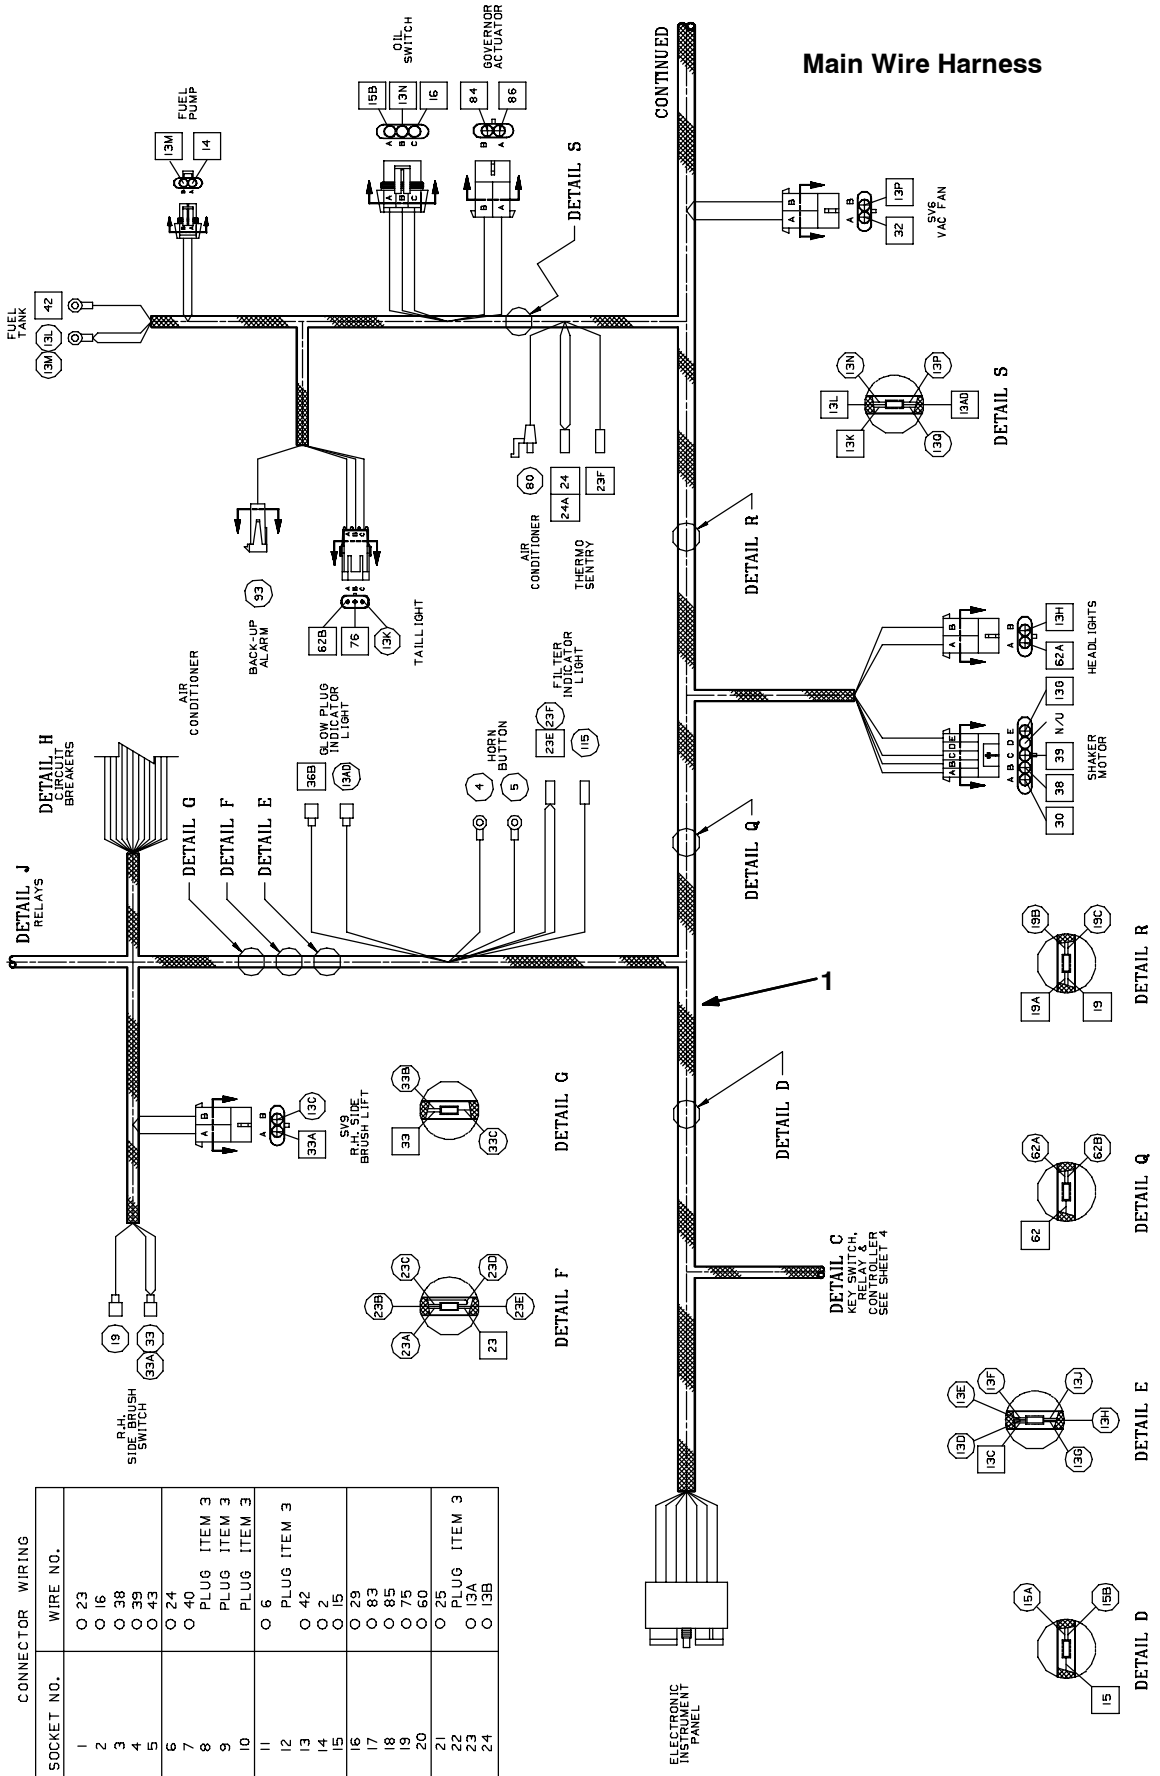 Main Wire Harness
CONTINUED
FUEL
TANK
42
13L
13M
FUEL
PUMP
13M
14
B
A
OIL
SWITCH
15B
13N
16
A
B
C
A
B
C
GOVERNOR
ACTUATOR
84
86
B
A
B
A
DETAIL S
SV6
VAC FAN
32
13P
A
B
A
B
BACK-UP
ALARM
93
TAILLIGHT
62B
76
13K
A
B
C
A
B
C
AIR
CONDITIONER
80
24
24A
THERMO
SENTRY
23F
DETAIL S
13K
13L
13N
13P
13Q
13AD
DETAIL R
DETAIL J
RELAYS
DETAIL H
CIRCUIT
BREAKERS
AIR
CONDITIONER
DETAIL G
DETAIL F
DETAIL E
GLOW PLUG
INDICATOR
LIGHT
36B
13AD
HORN
BUTTON
4
5
FILTER
INDICATOR
LIGHT
23E
23F
115
HEADLIGHTS
62A
13H
A
B
A
B
SHAKER
MOTOR
30
38
39
N/U
13G
A
B
C
D
E
A
B
C
D
E
DETAIL Q
1
R.H.
SIDE BRUSH
SWITCH
19
33
33A
SV9
R.H. SIDE
BRUSH LIFT
33A
13C
A
B
A
B
DETAIL G
33
33B
33C
DETAIL F
23A
23B
23C
23D
23E
23
DETAIL D
DETAIL C
KEY SWITCH,
RELAY &
CONTROLLER
SEE SHEET 4
DETAIL R
19A
19
19B
19C
DETAIL Q
62
62A
62B
DETAIL E
13C
13D
13E
13F
13J
13H
13G
DETAIL D
15
15A
15B
ELECTRONIC
INSTRUMENT
PANEL
CONNECTOR WIRING
SOCKET NO. WIRE NO.
1 23
2 16
3 38
4 39
5 43
6 24
7 40
8 PLUG ITEM 3
9 PLUG ITEM 3
10 PLUG ITEM 3
11 6
12 PLUG ITEM 3
13 42
14 2
15 15
16 29
17 83
18 85
19 75
20 60
21 25
22 PLUG ITEM 3
23 13A
24 13B